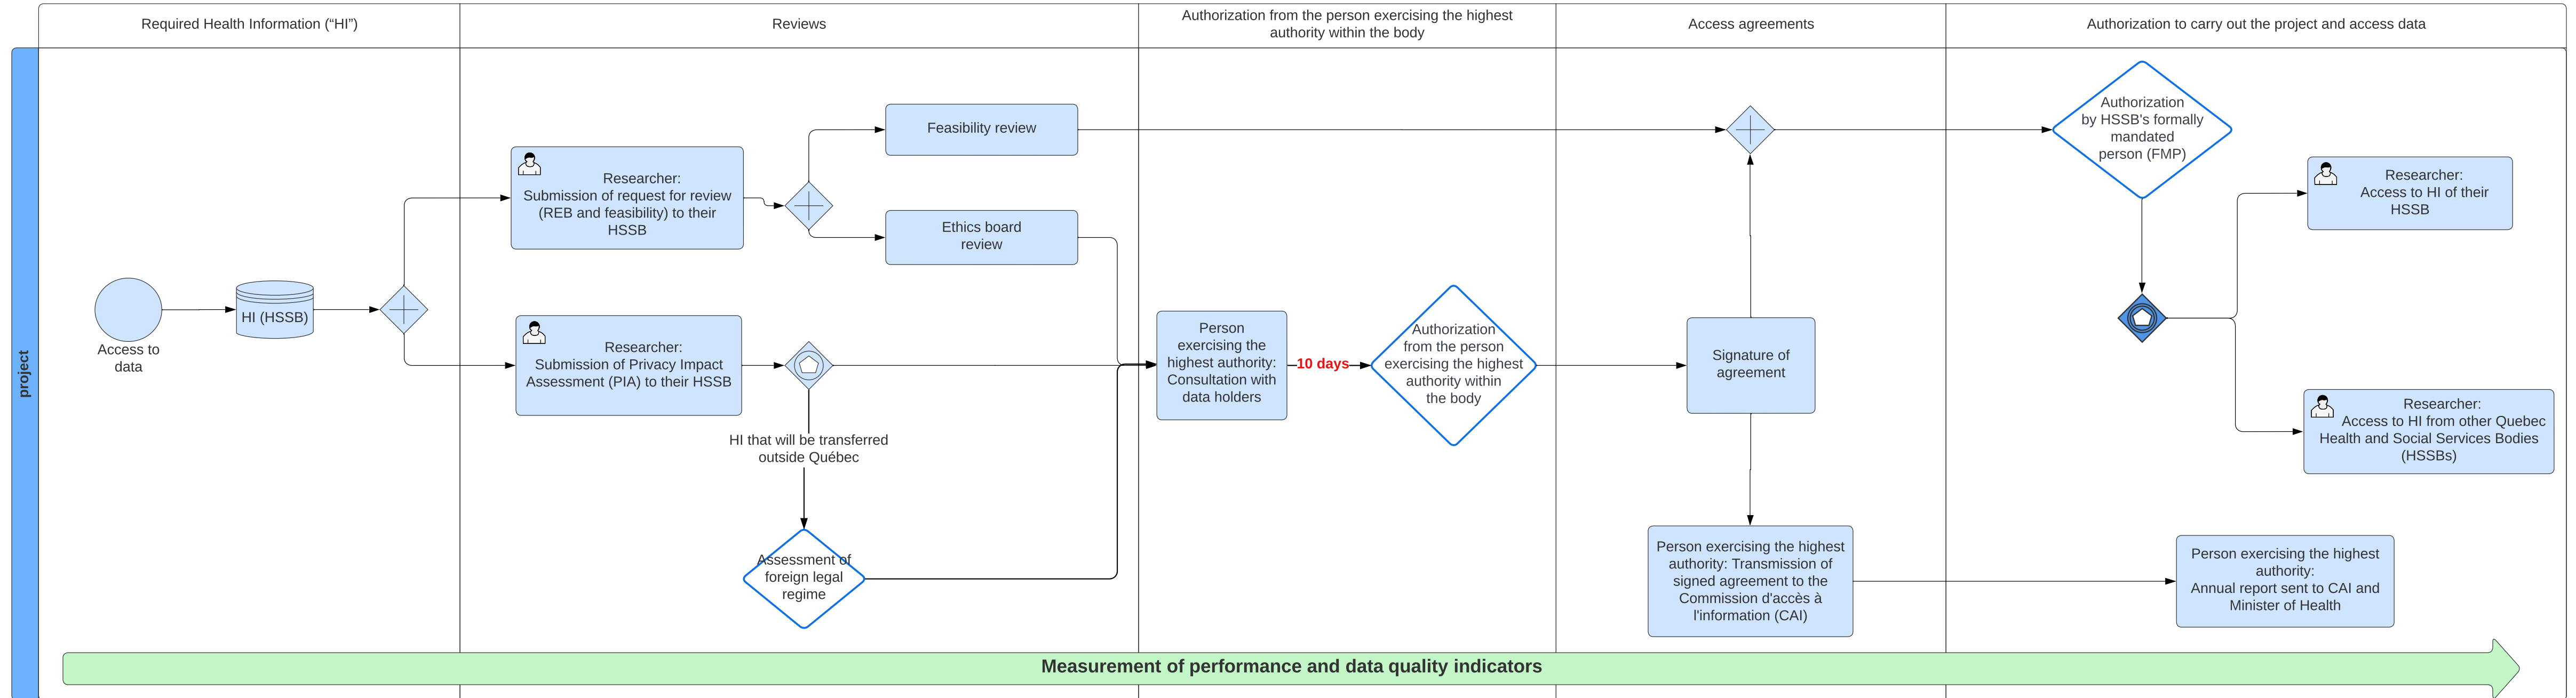 Required Health Information (“HI”)
Reviews
Authorization from the person exercising the highest
authority within the body
Access agreements
Authorization to carry out the project and access data
project
Access to
data
HI (HSSB)
Researcher:
Submission of request for review
(REB and feasibility) to their
HSSB
Researcher:
Submission of Privacy Impact
Assessment (PIA) to their HSSB
Feasibility review
Ethics board
review
HI that will be transferred
outside Québec
Assessment of
foreign legal
regime
Person
exercising the
highest authority:
Consultation with
data holders
10 days
Authorization
from the person
exercising the highest
authority within
the body
Signature of
agreement
Person exercising the highest
authority: Transmission of
signed agreement to the
Commission d'accès à
l'information (CAI)
Authorization
by HSSB's formally
mandated
person (FMP)
Researcher:
Access to HI of their
HSSB
Researcher:
Access to HI from other Quebec
Health and Social Services Bodies
(HSSBs)
Person exercising the highest
authority:
Annual report sent to CAI and
Minister of Health
Measurement of performance and data quality indicators